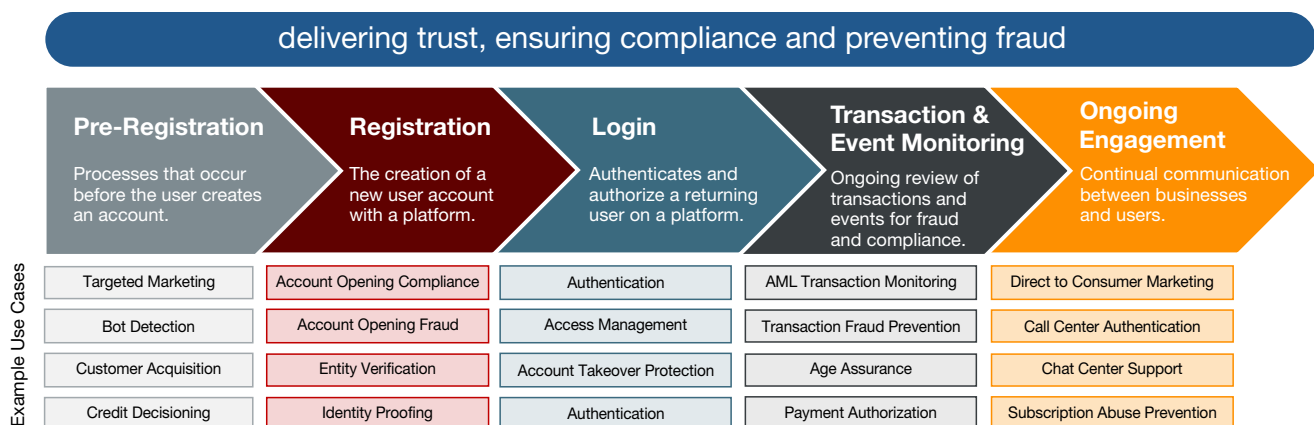 delivering trust, ensuring compliance and preventing fraud
Pre-Registration
Processes that occur
before the user creates
an account.
Registration
The creation of a
new user account
with a platform.
Login
Authenticates and
authorize a returning
user on a platform.
Transaction &
Event Monitoring
Ongoing review of
transactions and
events for fraud
and compliance.
Ongoing
Engagement
Continual communication
between businesses
and users.
Example Use Cases
Targeted Marketing
Bot Detection
Customer Acquisition
Credit Decisioning
Account Opening Compliance
Account Opening Fraud
Entity Verification
Identity Proofing
Authentication
Access Management
Account Takeover Protection
Authentication
AML Transaction Monitoring
Transaction Fraud Prevention
Age Assurance
Payment Authorization
Direct to Consumer Marketing
Call Center Authentication
Chat Center Support
Subscription Abuse Prevention